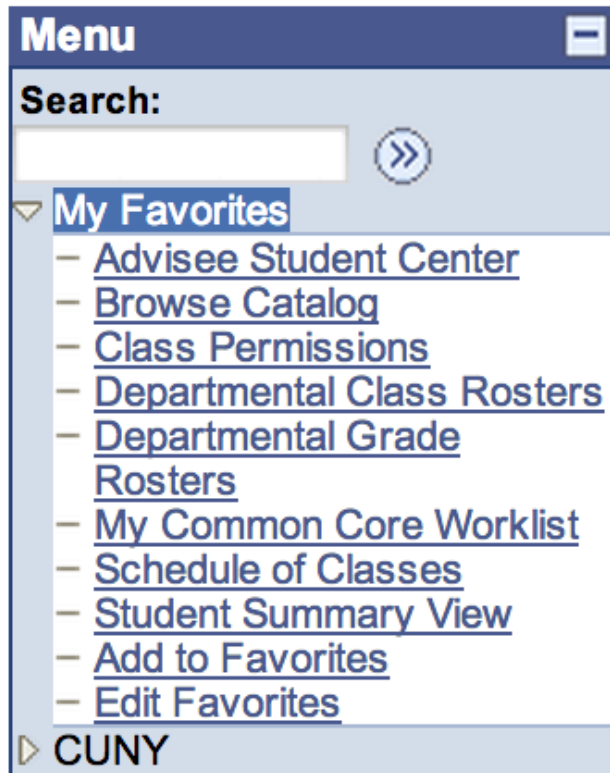 Menu
Search:
My Favorites
Advisee Student Center
Browse Catalog
Class Permissions
Departmental Class Rosters
Departmental Grade
Rosters
My Common Core Worklist
Schedule of Classes
Student Summary View
Add to Favorites
Edit Favorites
CUNY